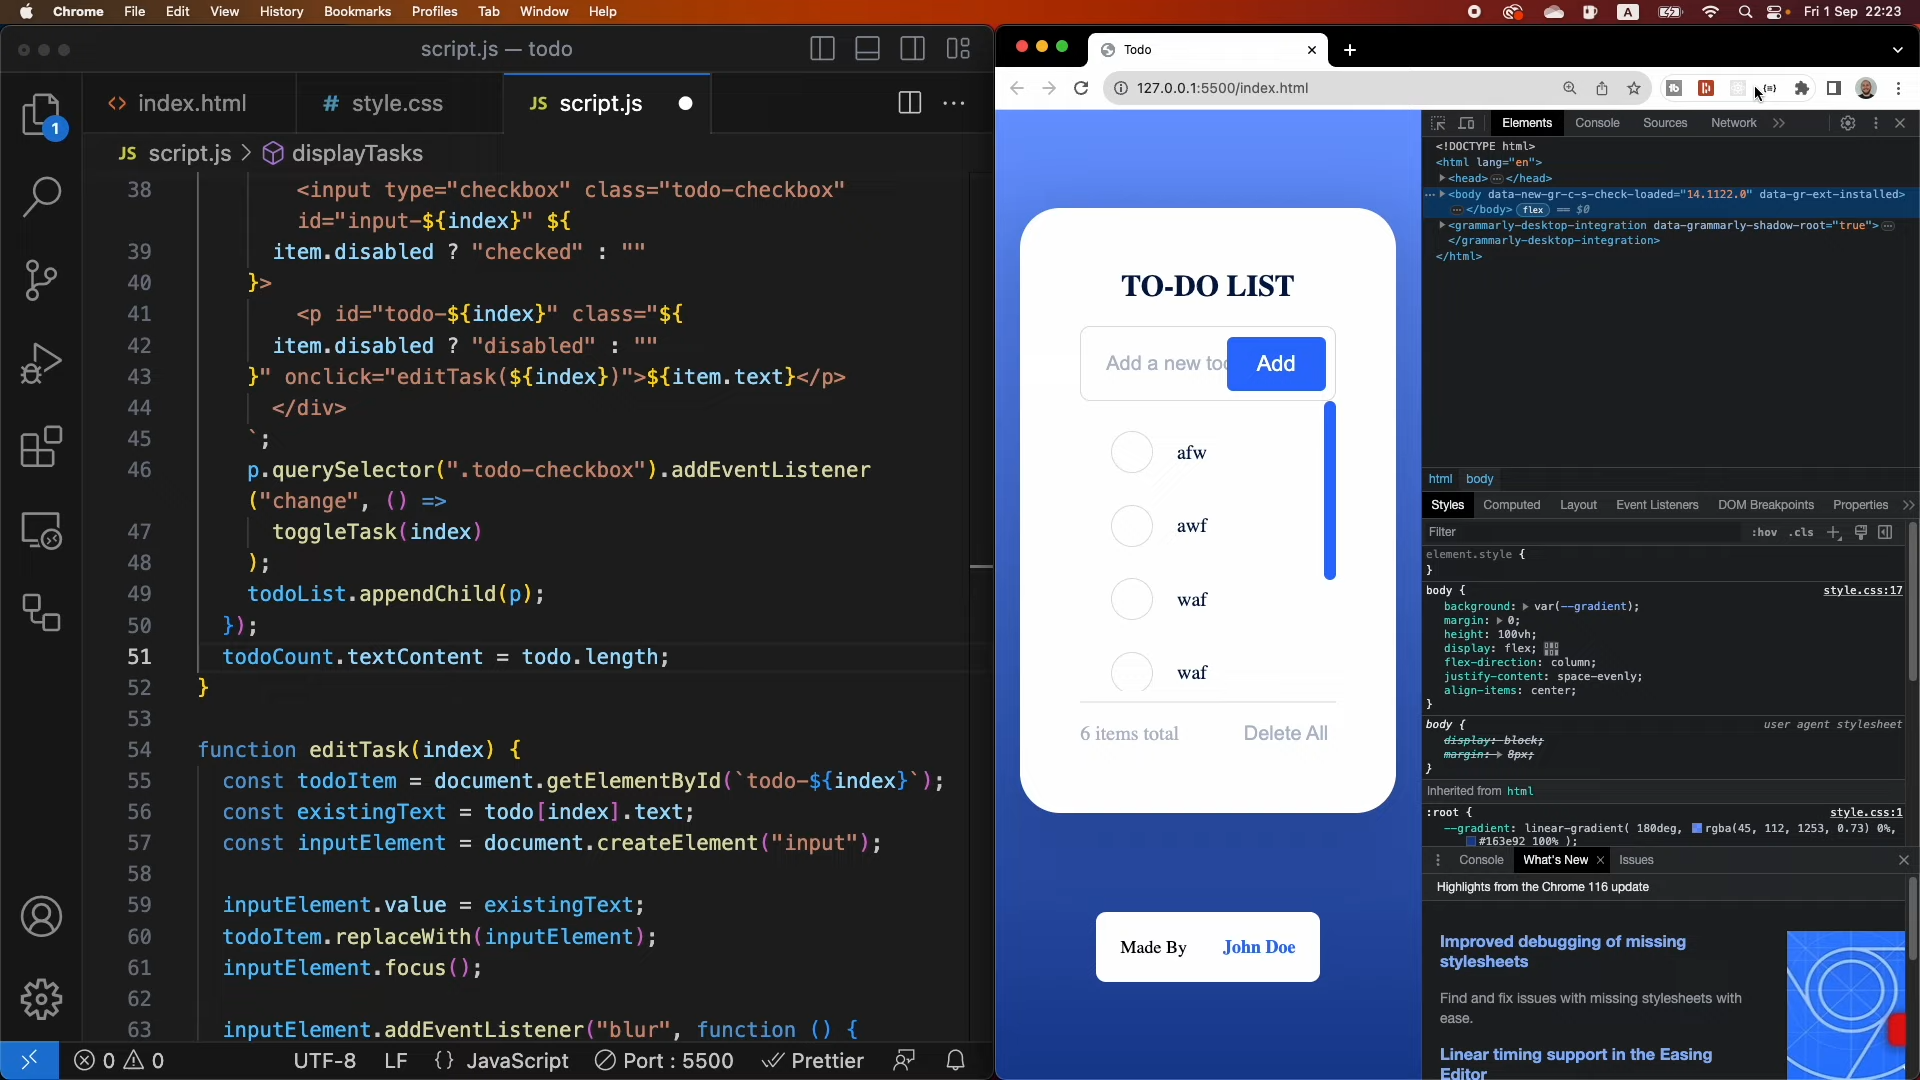 Chrome File Edit View History Bookmarks Profiles Tab Window Help
A Fri 1 Sep 22:23
script.js — todo
<> index.html
# style.css
JS script.js
JS script.js > displayTasks
38 <input type="checkbox" class="todo-checkbox"
id="input-${index}" ${
39 item.disabled ? "checked" : ""
40 }>
41 <p id="todo-${index}" class="${
42 item.disabled ? "disabled" : ""
43 }" onclick="editTask(${index})">${item.text}</p>
44 </div>
45 `;
46 p.querySelector(".todo-checkbox").addEventListener
("change", () =>
47 toggleTask(index)
48 );
49 todoList.appendChild(p);
50 });
51 todoCount.textContent = todo.length;
52 }
53
54 function editTask(index) {
55 const todoItem = document.getElementById(`todo-${index}`);
56 const existingText = todo[index].text;
57 const inputElement = document.createElement("input");
58
59 inputElement.value = existingText;
60 todoItem.replaceWith(inputElement);
61 inputElement.focus();
62
63 inputElement.addEventListener("blur", function () {
1
0 0 UTF-8 LF {} JavaScript Port : 5500 Prettier
Todo
127.0.0.1:5500/index.html
TO-DO LIST
Add a new too
Add
afw
awf
waf
waf
6 items total
Delete All
Made By John Doe
Elements Console Sources Network
<!DOCTYPE html>
<html lang="en">
<head> </head>
<body data-new-gr-c-s-check-loaded="14.1122.0" data-gr-ext-installed>
</body> flex == $0
<grammarly-desktop-integration data-grammarly-shadow-root="true">
</grammarly-desktop-integration>
</html>
html body
Styles Computed Layout Event Listeners DOM Breakpoints Properties
Filter :hov .cls
element.style {
}
body { style.css:17
background: var(--gradient);
margin: 0;
height: 100vh;
display: flex;
flex-direction: column;
justify-content: space-evenly;
align-items: center;
}
body { user agent stylesheet
display: block;
margin: 8px;
}
Inherited from html
:root { style.css:1
--gradient: linear-gradient( 180deg, rgba(45, 112, 1253, 0.73) 0%,
#163e92 100% );
Console What's New Issues
Highlights from the Chrome 116 update
Improved debugging of missing
stylesheets
Find and fix issues with missing stylesheets with
ease.
Linear timing support in the Easing
Editor